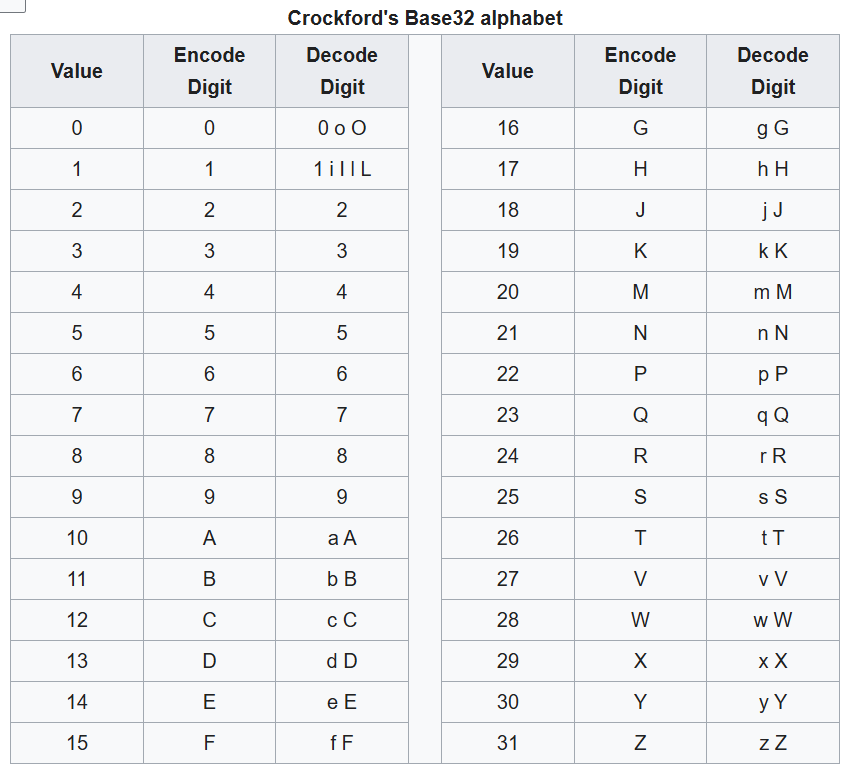 Crockford's Base32 alphabet
Value Encode Digit Decode Digit Value Encode Digit Decode Digit
0 0 0 o O 16 G g G
1 1 1 i I l L 17 H h H
2 2 2 18 J j J
3 3 3 19 K k K
4 4 4 20 M m M
5 5 5 21 N n N
6 6 6 22 P p P
7 7 7 23 Q q Q
8 8 8 24 R r R
9 9 9 25 S s S
10 A a A 26 T t T
11 B b B 27 V v V
12 C c C 28 W w W
13 D d D 29 X x X
14 E e E 30 Y y Y
15 F f F 31 Z z Z